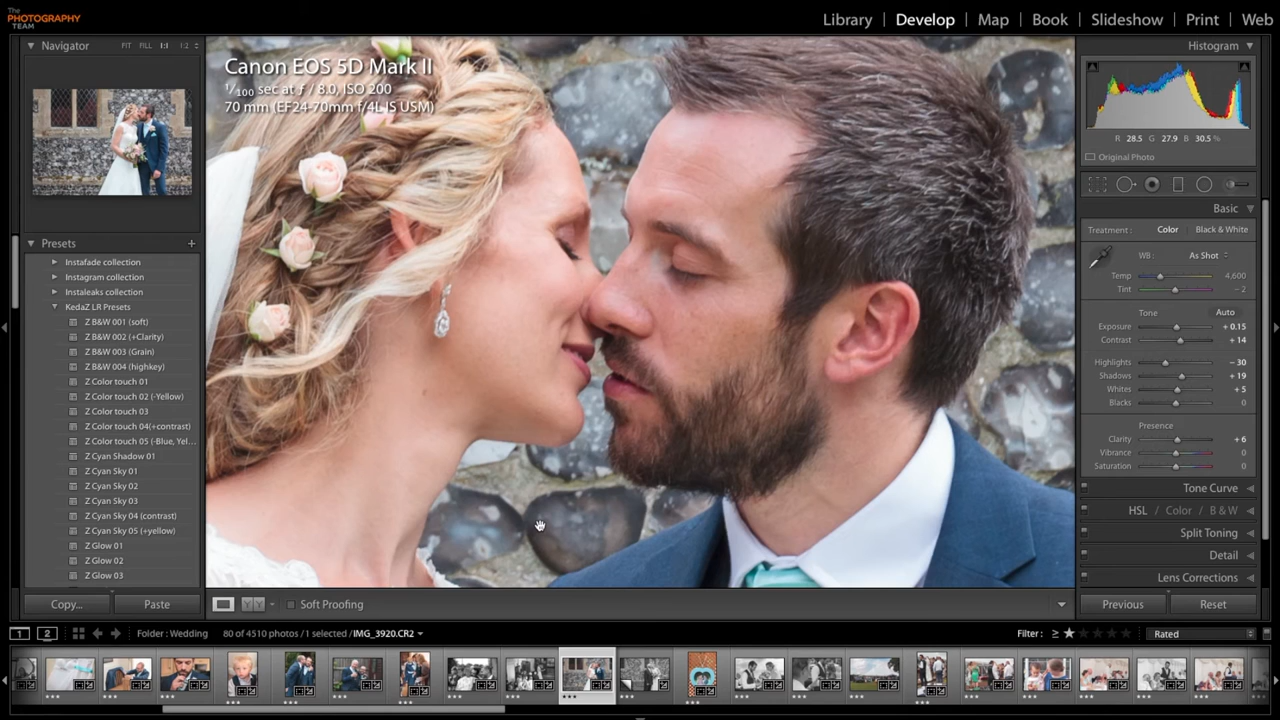 The
PHOTOGRAPHY
TEAM
Library | Develop | Map | Book | Slideshow | Print | Web
Navigator FIT FILL 1:1 1:2
Histogram
Canon EOS 5D Mark II
1/100 sec at f / 8.0, ISO 200
70 mm (EF24-70mm f/4L IS USM)
R 28.5 G 27.9 B 30.5 %
Original Photo
Presets +
Instafade collection
Instagram collection
Instaleaks collection
KedaZ LR Presets
Z B&W 001 (soft)
Z B&W 002 (+Clarity)
Z B&W 003 (Grain)
Z B&W 004 (highkey)
Z Color touch 01
Z Color touch 02 (-Yellow)
Z Color touch 03
Z Color touch 04(+contrast)
Z Color touch 05 (-Blue, Yel...
Z Cyan Shadow 01
Z Cyan Sky 01
Z Cyan Sky 02
Z Cyan Sky 03
Z Cyan Sky 04 (contrast)
Z Cyan Sky 05 (+yellow)
Z Glow 01
Z Glow 02
Z Glow 03
Basic
Treatment : Color Black & White
WB : As Shot
Temp 4,600
Tint − 2
Tone Auto
Exposure + 0.15
Contrast + 14
Highlights − 30
Shadows + 19
Whites + 5
Blacks 0
Presence
Clarity + 6
Vibrance 0
Saturation 0
Tone Curve
HSL / Color / B & W
Split Toning
Detail
Lens Corrections
Copy... Paste
Y Y Soft Proofing
Previous Reset
1 2 Folder : Wedding 80 of 4510 photos / 1 selected / IMG_3920.CR2
Filter : ≥ ★ ★ ★ ★ ★ Rated